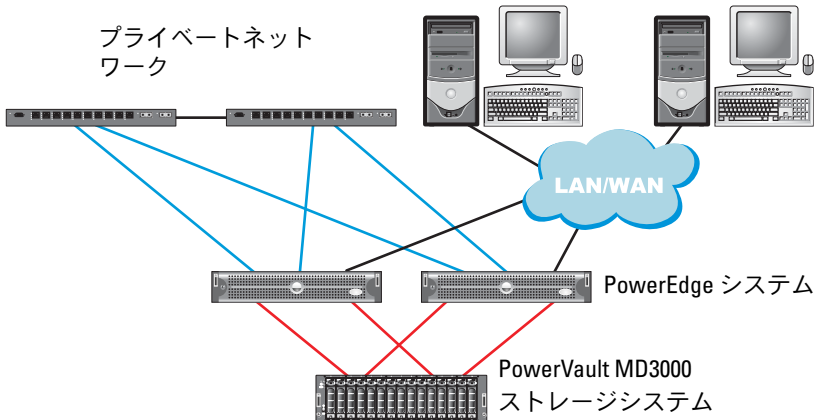 プライベートネット
ワーク
LAN/WAN
PowerEdge システム
PowerVault MD3000
ストレージシステム